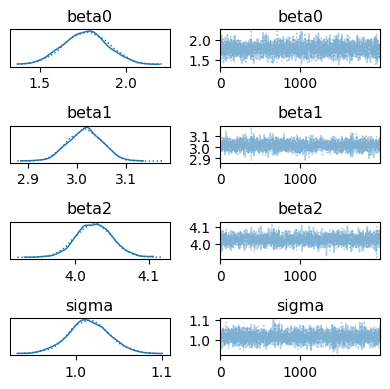 beta0 beta0
2.0
1.5
1.5 2.0 0 1000
beta1 beta1
3.1
3.0
2.9
2.9 3.0 3.1 0 1000
beta2 beta2
4.1
4.0
4.0 4.1 0 1000
sigma sigma
1.1
1.0
1.0 1.1 0 1000